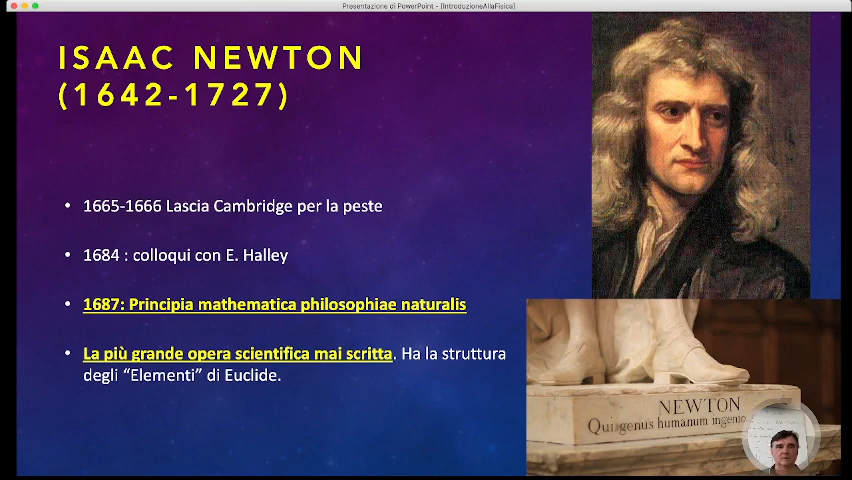 Presentazione di PowerPoint - [IntroduzioneAllaFisica]
ISAAC NEWTON
(1642-1727)
• 1665-1666 Lascia Cambridge per la peste
• 1684 : colloqui con E. Halley
• 1687: Principia mathematica philosophiae naturalis
• La più grande opera scientifica mai scritta. Ha la struttura
degli “Elementi” di Euclide.
NEWTON
Qui genus humanum ingenio